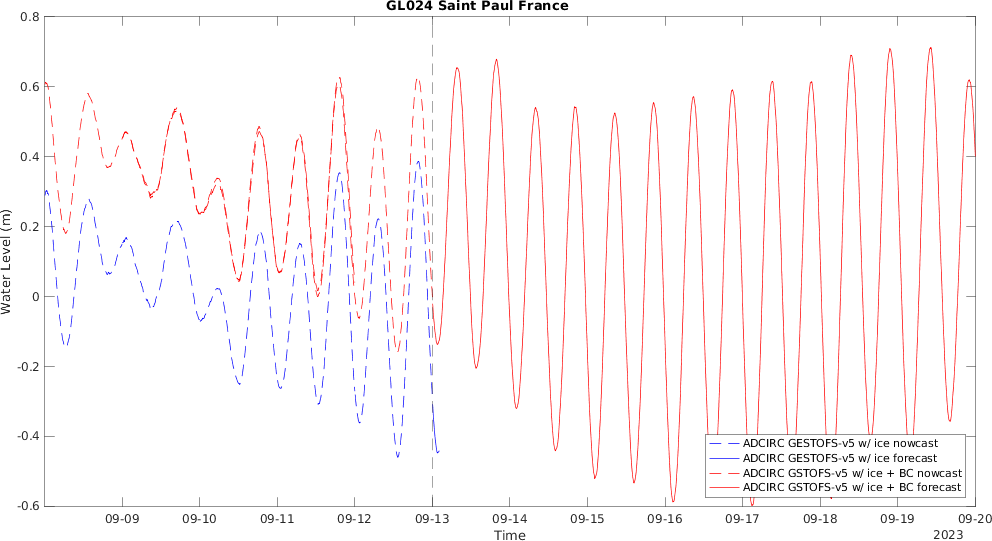 GL024 Saint Paul France
0.8
0.6
0.4
0.2
0
-0.2
-0.4
-0.6
Water Level (m)
ADCIRC GESTOFS-v5 w/ ice nowcast
ADCIRC GESTOFS-v5 w/ ice forecast
ADCIRC GSTOFS-v5 w/ ice + BC nowcast
ADCIRC GSTOFS-v5 w/ ice + BC forecast
09-09 09-10 09-11 09-12 09-13 09-14 09-15 09-16 09-17 09-18 09-19 09-20
Time
2023